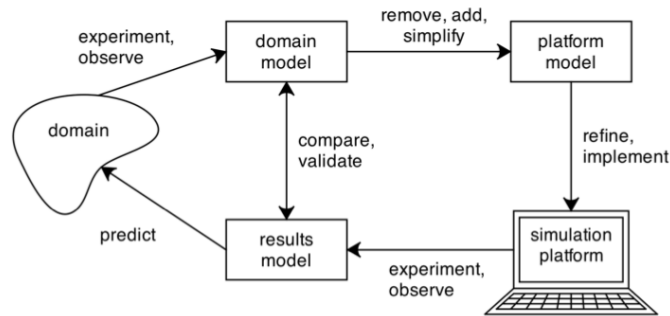 experiment,
observe
domain
model
remove, add,
simplify
platform
model
domain
compare,
validate
refine,
implement
predict
results
model
experiment,
observe
simulation
platform